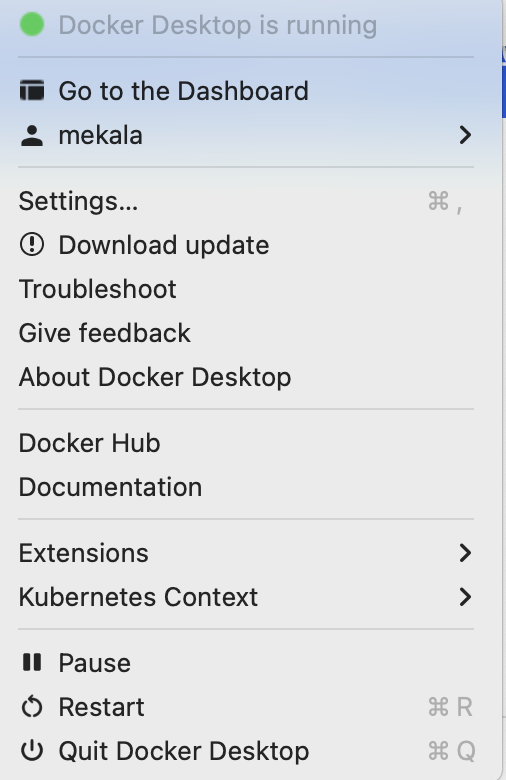 Docker Desktop is running
Go to the Dashboard
mekala
Settings...
⌘ ,
Download update
Troubleshoot
Give feedback
About Docker Desktop
Docker Hub
Documentation
Extensions
Kubernetes Context
Pause
Restart
⌘ R
Quit Docker Desktop
⌘ Q